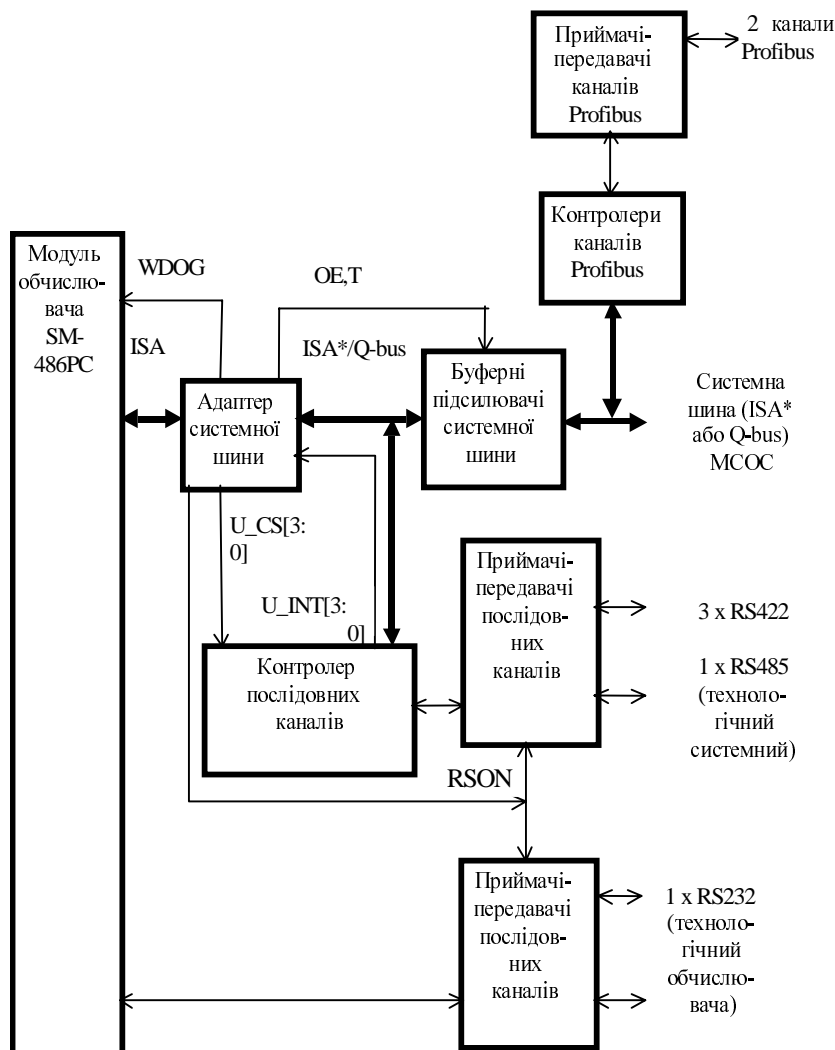 Приймачі-
передавачі
каналів
Profibus
2 канали
Profibus
Контролери
каналів
Profibus
Модуль
обчислю-
вача
SM-
486PC
WDOG
OE,T
ISA
ISA*/Q-bus
Адаптер
системної
шини
Буферні
підсилювачі
системної
шини
Системна
шина (ISA*
або Q-bus)
МСОС
U_CS[3:
0]
U_INT[3:
0]
Контролер
послідовних
каналів
Приймачі-
передавачі
послідов-
них
каналів
3 x RS422
1 x RS485
(техноло-
гічний
системний)
RSON
Приймачі-
передавачі
послідов-
них
каналів
1 x RS232
(техноло-
гічний
обчислю-
вача)